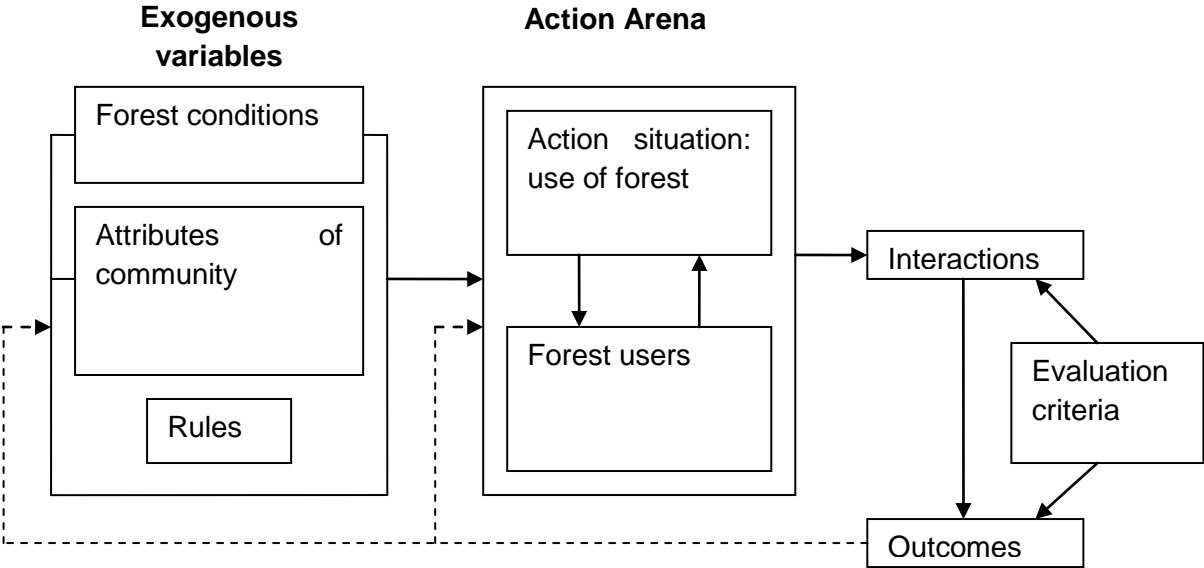 Exogenous
variables
Action Arena
Forest conditions
Attributes of
community
Rules
Action situation:
use of forest
Forest users
Interactions
Evaluation
criteria
Outcomes